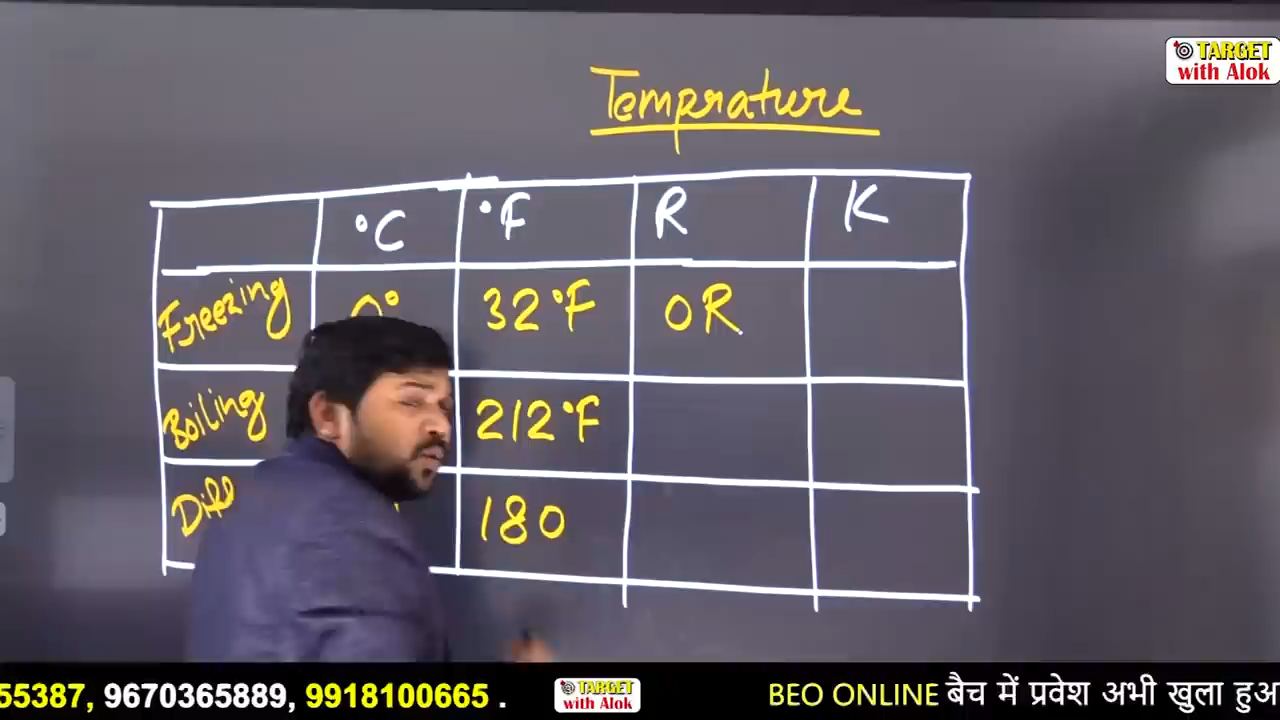 TARGET
with Alok
Temprature
°C °F R K
Freezing 0° 32°F 0R
Boiling 212°F
Diff 180
55387, 9670365889, 9918100665 .
TARGET
with Alok
BEO ONLINE बैच में प्रवेश अभी खुला हुअ